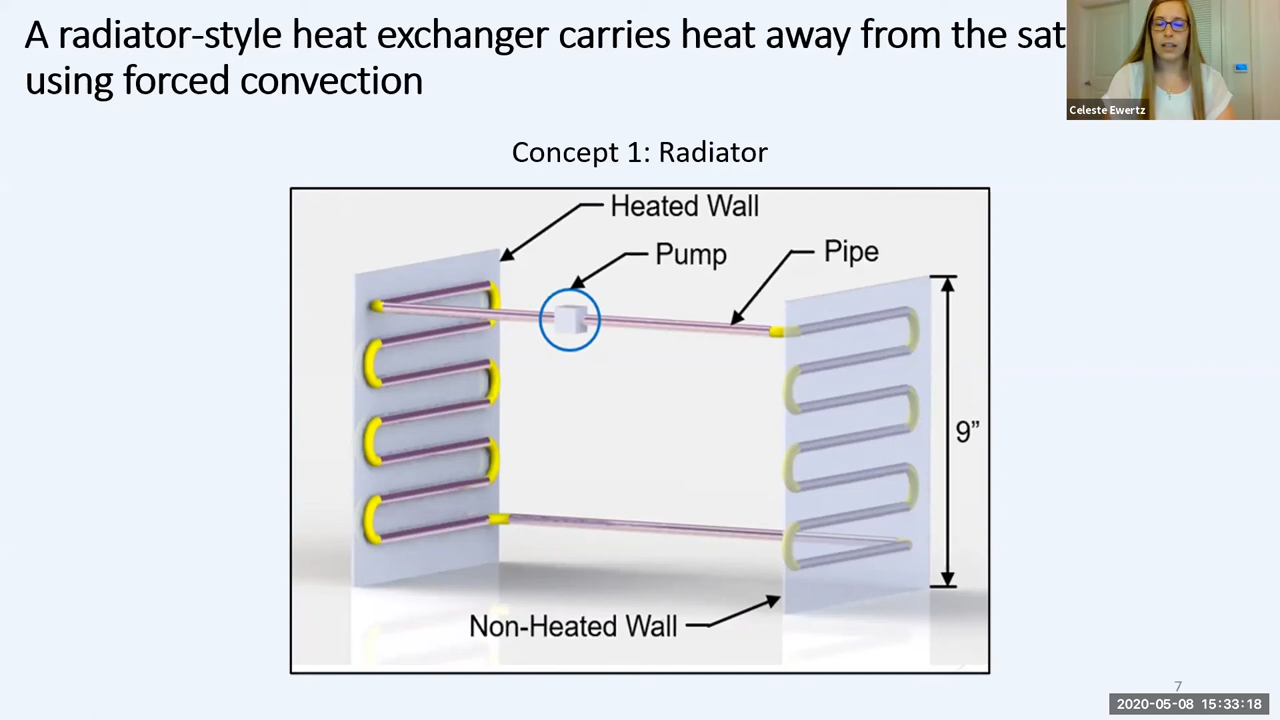 A radiator-style heat exchanger carries heat away from the sat
using forced convection
Celeste Ewertz
Concept 1: Radiator
Heated Wall
Pump
Pipe
9”
Non-Heated Wall
7
2020-05-08 15:33:18